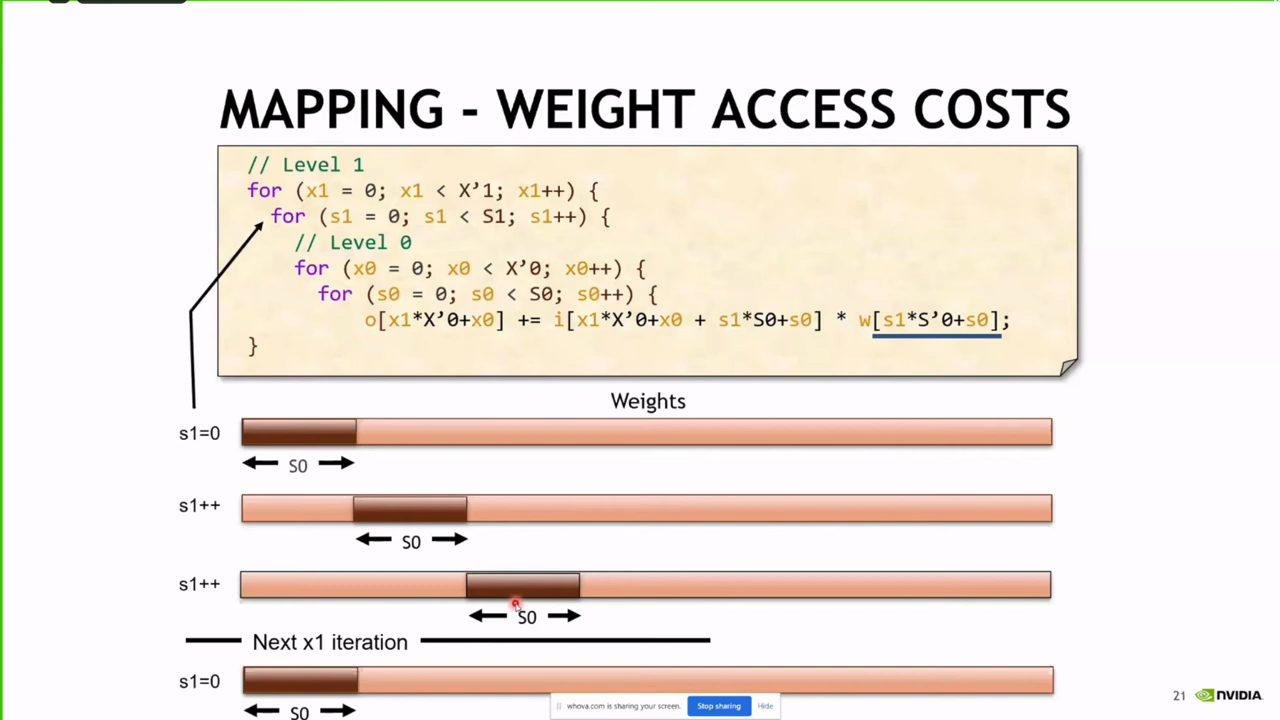 MAPPING - WEIGHT ACCESS COSTS
// Level 1
for (x1 = 0; x1 < X’1; x1++) {
for (s1 = 0; s1 < S1; s1++) {
// Level 0
for (x0 = 0; x0 < X’0; x0++) {
for (s0 = 0; s0 < S0; s0++) {
o[x1*X’0+x0] += i[x1*X’0+x0 + s1*S0+s0] * w[s1*S’0+s0];
}
Weights
s1=0
S0
s1++
S0
s1++
S0
Next x1 iteration
s1=0
S0
whova.com is sharing your screen. Stop sharing Hide
21 NVIDIA.